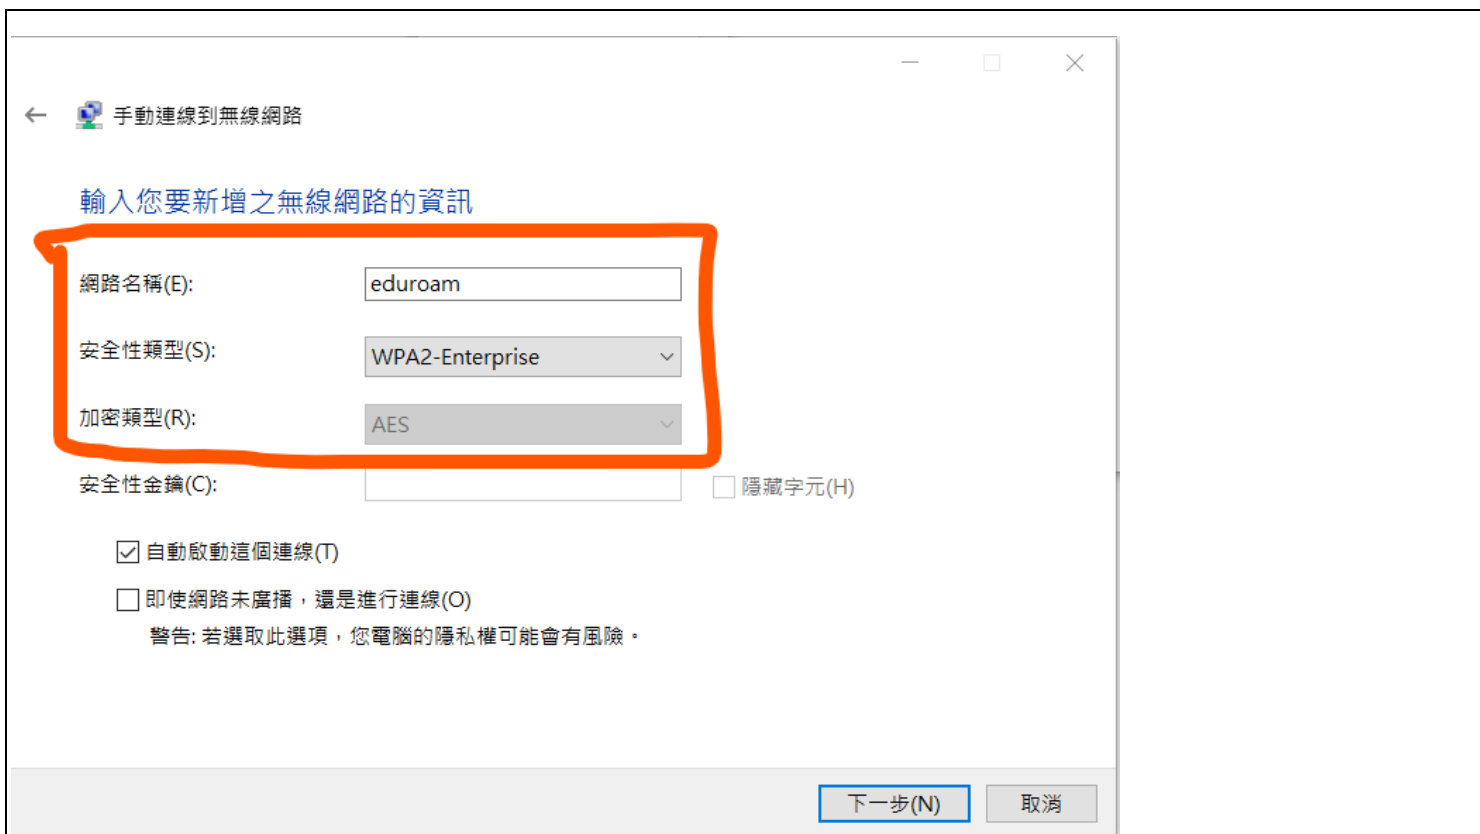 手動連線到無線網路
輸入您要新增之無線網路的資訊
網路名稱(E): eduroam
安全性類型(S): WPA2-Enterprise
加密類型(R): AES
安全性金鑰(C): 隱藏字元(H)
自動啟動這個連線(T)
即使網路未廣播，還是進行連線(O)
警告: 若選取此選項，您電腦的隱私權可能會有風險。
下一步(N) 取消